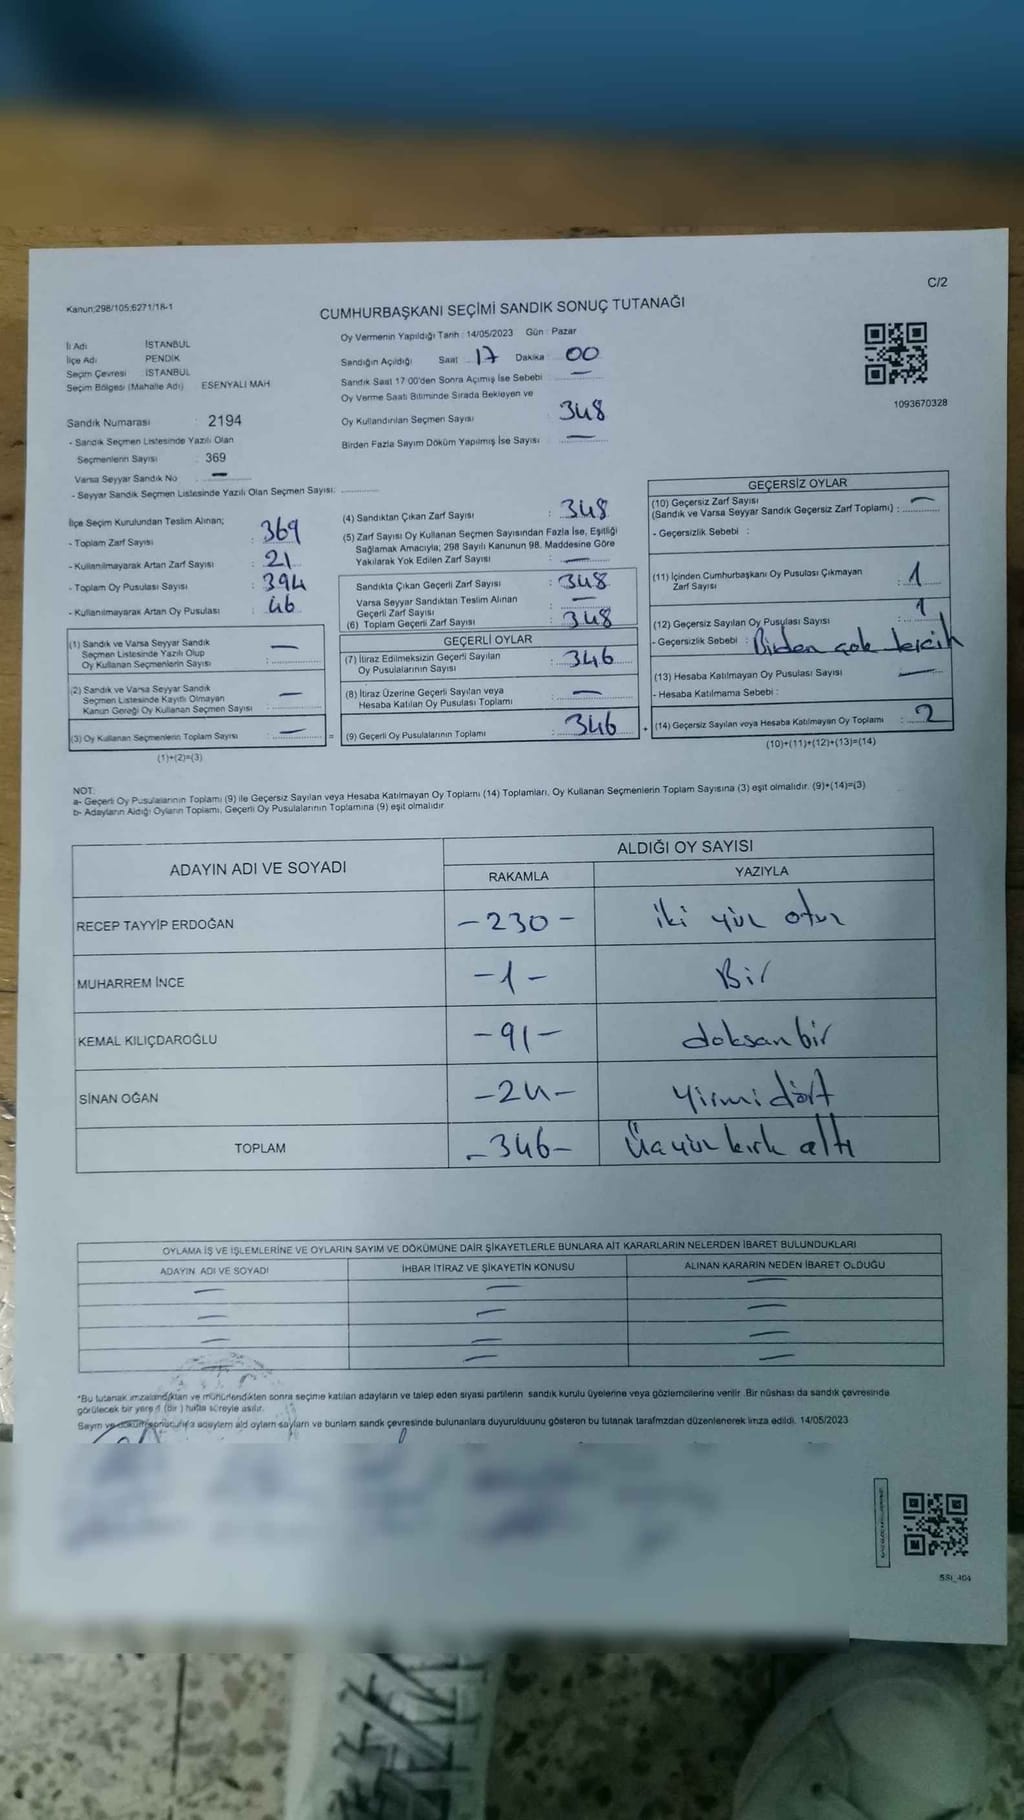 C/2
Kanun:298/105;6271/18-1
CUMHURBAŞKANI SEÇİMİ SANDIK SONUÇ TUTANAĞI
İl Adı İSTANBUL
İlçe Adı PENDİK
Seçim Çevresi İSTANBUL
Seçim Bölgesi (Mahalle Adı) ESENYALI MAH
Sandık Numarası : 2194
- Sandık Seçmen Listesinde Yazılı Olan
Seçmenlerin Sayısı : 369
Varsa Seyyar Sandık No : —
- Seyyar Sandık Seçmen Listesinde Yazılı Olan Seçmen Sayısı:
Oy Vermenin Yapıldığı Tarih : 14/05/2023 Gün : Pazar
Sandığın Açıldığı Saat 17 Dakika 00
Sandık Saat 17:00'den Sonra Açımış İse Sebebi : —
Oy Verme Saati Bitiminde Sırada Bekleyen ve
Oy Kullandırılan Seçmen Sayısı : 348
Birden Fazla Sayım Döküm Yapılmış İse Sayısı : —
1093670328
İlçe Seçim Kurulundan Teslim Alınan;
- Toplam Zarf Sayısı : 369
- Kullanılmayarak Artan Zarf Sayısı : 21
- Toplam Oy Pusulası Sayısı : 394
- Kullanılmayarak Artan Oy Pusulası : 46
(1) Sandık ve Varsa Seyyar Sandık
Seçmen Listesinde Yazılı Olup
Oy Kullanan Seçmenlerin Sayısı : —
(2) Sandık ve Varsa Seyyar Sandık
Seçmen Listesinde Kayıtlı Olmayan
Kanun Gereği Oy Kullanan Seçmen Sayısı : —
(3) Oy Kullanan Seçmenlerin Toplam Sayısı : — =
(1)+(2)=(3)
(4) Sandıktan Çıkan Zarf Sayısı : 348
(5) Zarf Sayısı Oy Kullanan Seçmen Sayısından Fazla İse, Eşitliği
Sağlamak Amacıyla; 298 Sayılı Kanunun 98. Maddesine Göre
Yakılarak Yok Edilen Zarf Sayısı : —
Sandıkta Çıkan Geçerli Zarf Sayısı : 348
Varsa Seyyar Sandıktan Teslim Alınan
Geçerli Zarf Sayısı : —
(6) Toplam Geçerli Zarf Sayısı : 348
GEÇERLİ OYLAR
(7) İtiraz Edilmeksizin Geçerli Sayılan
Oy Pusulalarının Sayısı : 346
(8) İtiraz Üzerine Geçerli Sayılan veya
Hesaba Katılan Oy Pusulası Toplamı : —
(9) Geçerli Oy Pusulalarının Toplamı : 346 +
GEÇERSİZ OYLAR
(10) Geçersiz Zarf Sayısı
(Sandık ve Varsa Seyyar Sandık Geçersiz Zarf Toplamı) : —
- Geçersizlik Sebebi :
(11) İçinden Cumhurbaşkanı Oy Pusulası Çıkmayan
Zarf Sayısı : 1
(12) Geçersiz Sayılan Oy Pusulası Sayısı : 1
- Geçersizlik Sebebi : Birden çok tercih
(13) Hesaba Katılmayan Oy Pusulası Sayısı —
- Hesaba Katılmama Sebebi :
(14) Geçersiz Sayılan veya Hesaba Katılmayan Oy Toplamı : 2
(10)+(11)+(12)+(13)=(14)
NOT:
a- Geçerli Oy Pusulalarının Toplamı (9) ile Geçersiz Sayılan veya Hesaba Katılmayan Oy Toplamı (14) Toplamları, Oy Kullanan Seçmenlerin Toplam Sayısına (3) eşit olmalıdır. (9)+(14)=(3)
b- Adayların Aldığı Oyların Toplamı, Geçerli Oy Pusulalarının Toplamına (9) eşit olmalıdır.
ADAYIN ADI VE SOYADI ALDIĞI OY SAYISI
RAKAMLA YAZIYLA
RECEP TAYYİP ERDOĞAN -230- iki yüz otuz
MUHARREM İNCE -1- Bir
KEMAL KILIÇDAROĞLU -91- doksan bir
SİNAN OĞAN -24- Yirmi dört
TOPLAM -346- Üç yüz kırk altı
OYLAMA İŞ VE İŞLEMLERİNE VE OYLARIN SAYIM VE DÖKÜMÜNE DAİR ŞİKAYETLERLE BUNLARA AİT KARARLARIN NELERDEN İBARET BULUNDUKLARI
ADAYIN ADI VE SOYADI İHBAR İTİRAZ VE ŞİKAYETİN KONUSU ALINAN KARARIN NEDEN İBARET OLDUĞU
— — —
— — —
— — —
— — —
*Bu tutanak imzalandıktan ve mühürlendikten sonra seçime katılan adayların ve talep eden siyasi partilerin sandık kurulu üyelerine veya gözlemcilerine verilir. Bir nüshası da sandık çevresinde
görülecek bir yere 1 (bir) hafta süreyle asılır.
Sayım ve döküm adayların ald oyların sayıları ve bunların sandk çevresinde bulunanlara duyurulduunu gösteren bu tutanak tarafmzdan düzenlenerek imza edildi. 14/05/2023
SSI_404